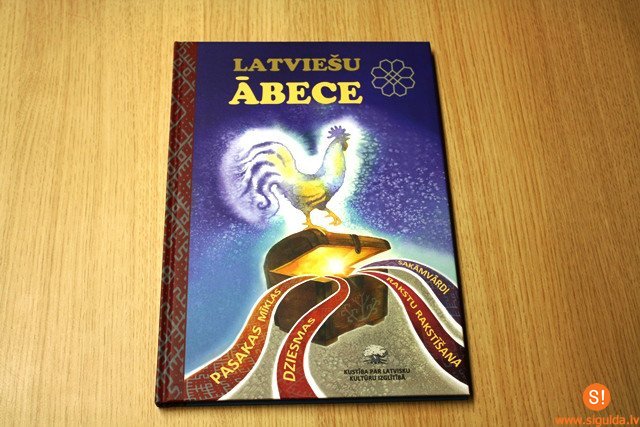 LATVIEŠU
ĀBECE
PASAKAS
MĪKLAS
DZIESMAS
SAKĀMVĀRDI
RAKSTU RAKSTĪŠANA
KUSTĪBA PAR LATVISKU
KULTŪRU IZGLĪTĪBĀ
S!
www.sigulda.lv